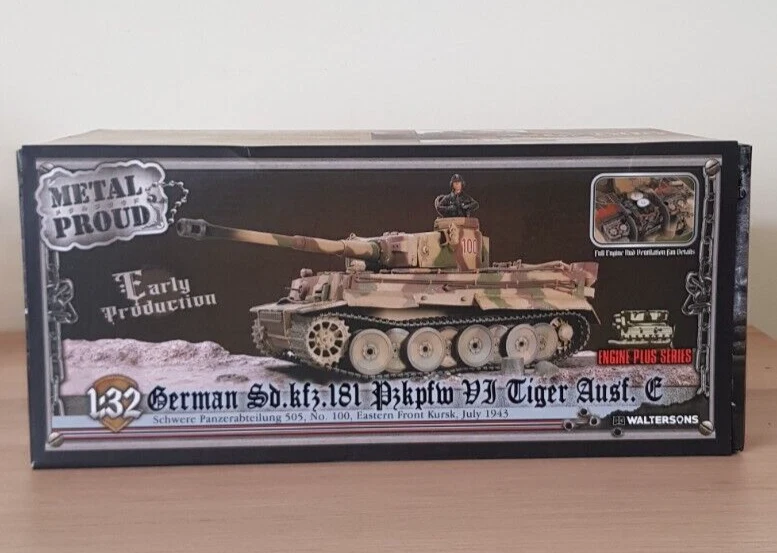 METAL
PROUD
Early
Production
100
Full Engine And Ventilation Fan Details
ENGINE PLUS SERIES
1:32 German Sd.kfz.181 Pzkpfw VI Tiger Ausf. E
Schwere Panzerabteilung 505, No. 100, Eastern Front Kursk, July 1943
WALTERSONS